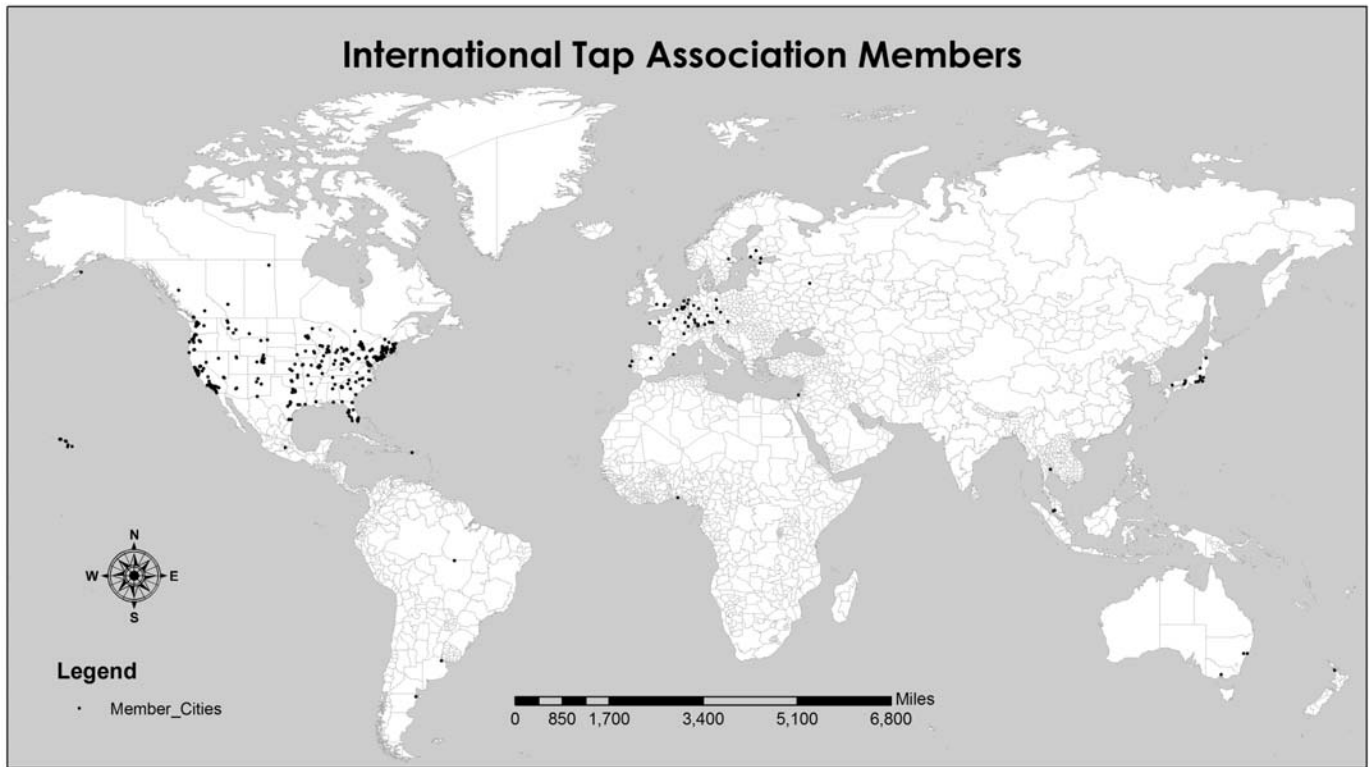 International Tap Association Members
N
W E
S
Legend
Member_Cities
Miles
0 850 1,700 3,400 5,100 6,800